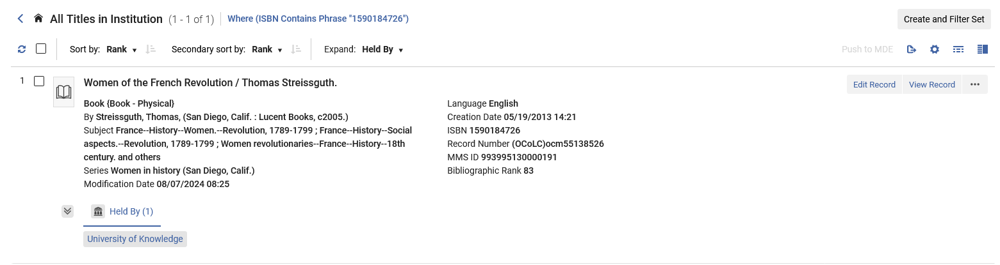 All Titles in Institution (1 - 1 of 1) Where (ISBN Contains Phrase "1590184726") Create and Filter Set
Sort by: Rank Secondary sort by: Rank Expand: Held By Push to MDE
1 Women of the French Revolution / Thomas Streissguth. Edit Record View Record
Book {Book - Physical}
By Streissguth, Thomas, (San Diego, Calif. : Lucent Books, c2005.)
Subject France--History--Women.--Revolution, 1789-1799 ; France--History--Social
aspects.--Revolution, 1789-1799 ; Women revolutionaries--France--History--18th
century. and others
Series Women in history (San Diego, Calif.)
Modification Date 08/07/2024 08:25
Language English
Creation Date 05/19/2013 14:21
ISBN 1590184726
Record Number (OCoLC)ocm55138526
MMS ID 993995130000191
Bibliographic Rank 83
Held By (1)
University of Knowledge